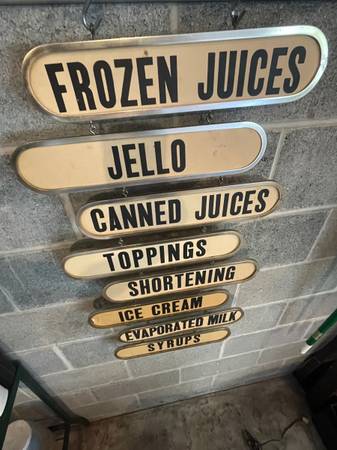 FROZEN JUICES
JELLO
CANNED JUICES
TOPPINGS
SHORTENING
ICE CREAM
EVAPORATED MILK
SYRUPS